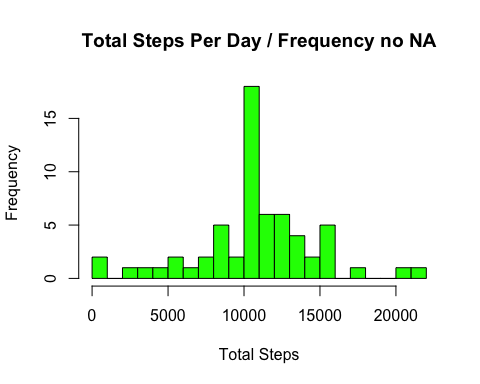 Total Steps Per Day / Frequency no NA
Frequency
15
10
5
0
0 5000 10000 15000 20000
Total Steps